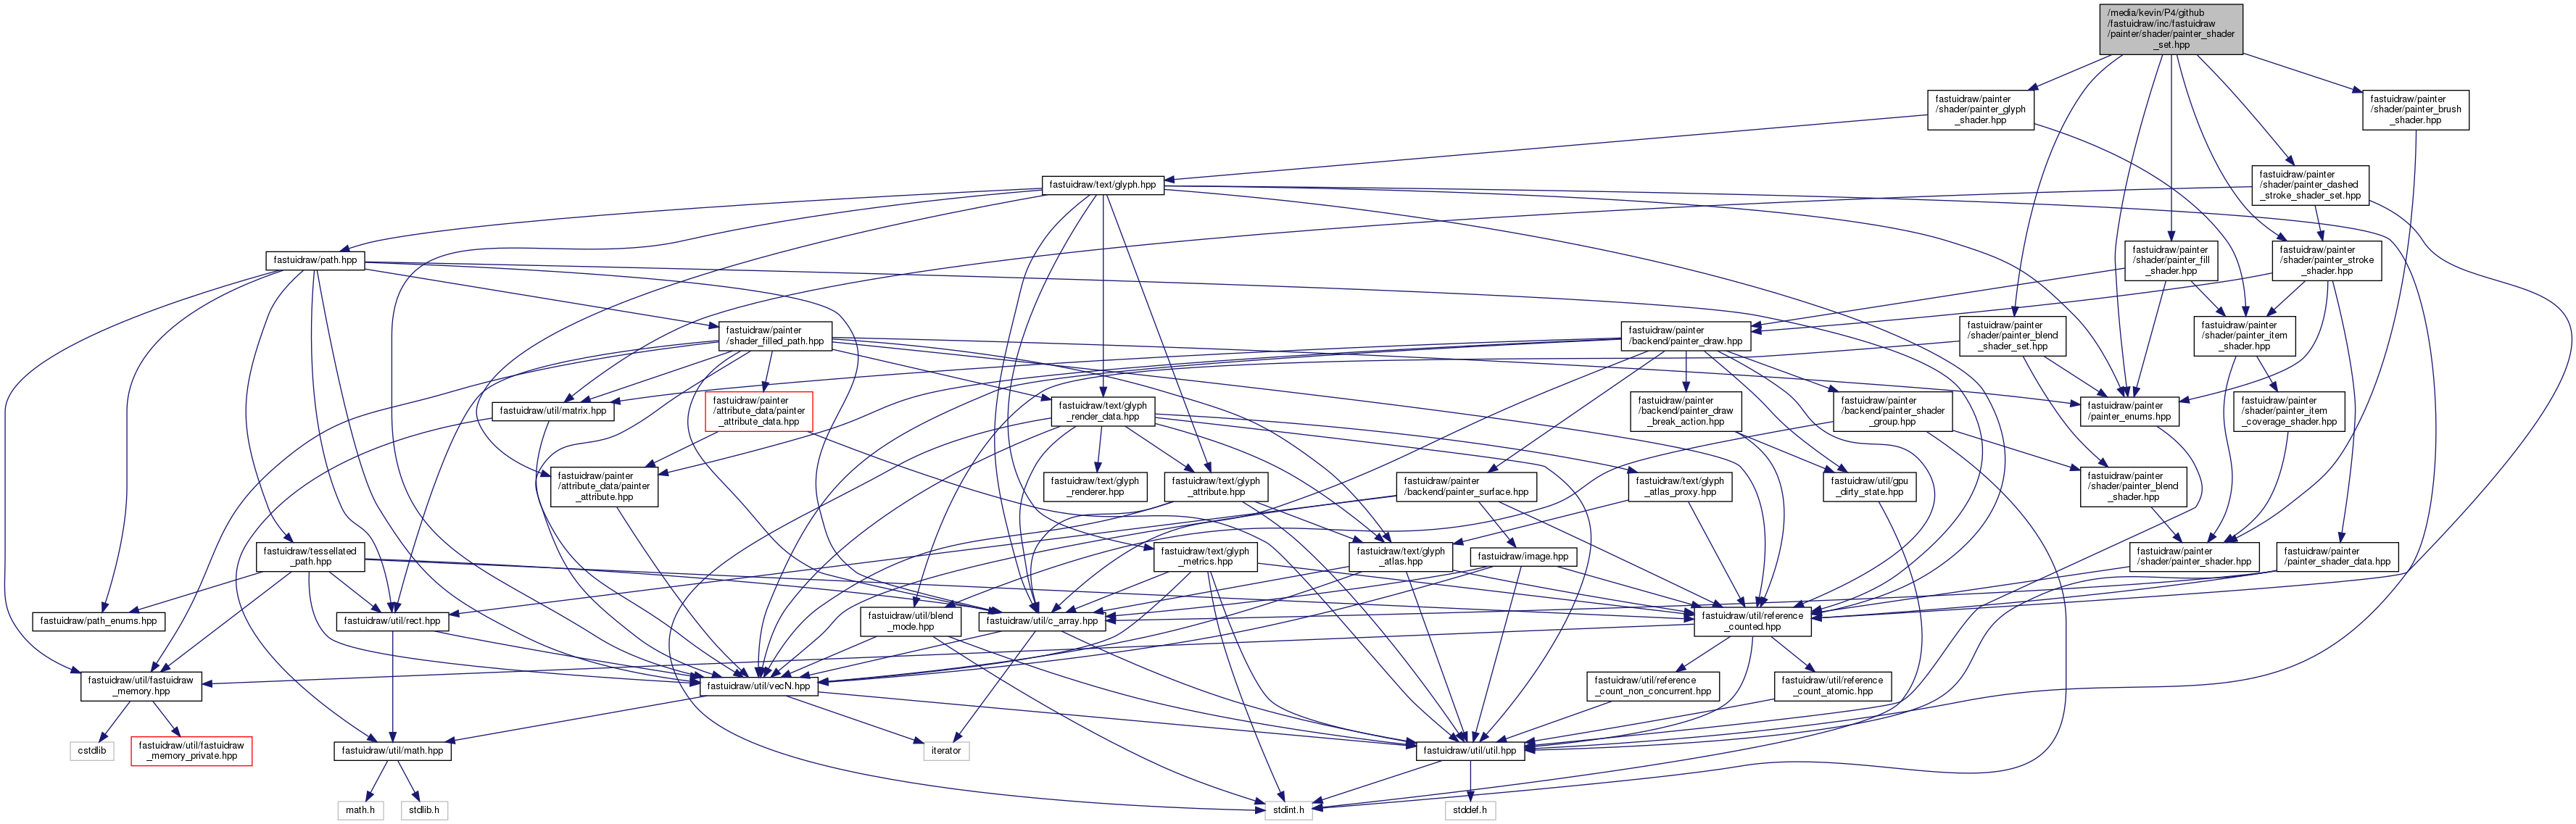 /media/kevin/P4/github
/fastuidraw/inc/fastuidraw
/painter/shader/painter_shader
_set.hpp
fastuidraw/painter
/shader/painter_glyph
_shader.hpp
fastuidraw/painter
/shader/painter_brush
_shader.hpp
fastuidraw/text/glyph.hpp
fastuidraw/painter
/shader/painter_dashed
_stroke_shader_set.hpp
fastuidraw/path.hpp
fastuidraw/painter
/shader/painter_fill
_shader.hpp
fastuidraw/painter
/shader/painter_stroke
_shader.hpp
fastuidraw/painter
/shader_filled_path.hpp
fastuidraw/painter
/backend/painter_draw.hpp
fastuidraw/painter
/shader/painter_blend
_shader_set.hpp
fastuidraw/painter
/shader/painter_item
_shader.hpp
fastuidraw/util/matrix.hpp
fastuidraw/painter
/attribute_data/painter
_attribute_data.hpp
fastuidraw/text/glyph
_render_data.hpp
fastuidraw/painter
/backend/painter_draw
_break_action.hpp
fastuidraw/painter
/backend/painter_shader
_group.hpp
fastuidraw/painter
/painter_enums.hpp
fastuidraw/painter
/shader/painter_item
_coverage_shader.hpp
fastuidraw/painter
/attribute_data/painter
_attribute.hpp
fastuidraw/text/glyph
_renderer.hpp
fastuidraw/text/glyph
_attribute.hpp
fastuidraw/painter
/backend/painter_surface.hpp
fastuidraw/text/glyph
_atlas_proxy.hpp
fastuidraw/util/gpu
_dirty_state.hpp
fastuidraw/painter
/shader/painter_blend
_shader.hpp
fastuidraw/tessellated
_path.hpp
fastuidraw/text/glyph
_metrics.hpp
fastuidraw/text/glyph
_atlas.hpp
fastuidraw/image.hpp
fastuidraw/painter
/shader/painter_shader.hpp
fastuidraw/painter
/painter_shader_data.hpp
fastuidraw/path_enums.hpp
fastuidraw/util/rect.hpp
fastuidraw/util/blend
_mode.hpp
fastuidraw/util/c_array.hpp
fastuidraw/util/reference
_counted.hpp
fastuidraw/util/fastuidraw
_memory.hpp
fastuidraw/util/vecN.hpp
fastuidraw/util/reference
_count_non_concurrent.hpp
fastuidraw/util/reference
_count_atomic.hpp
cstdlib
fastuidraw/util/fastuidraw
_memory_private.hpp
fastuidraw/util/math.hpp
iterator
fastuidraw/util/util.hpp
math.h
stdlib.h
stdint.h
stddef.h